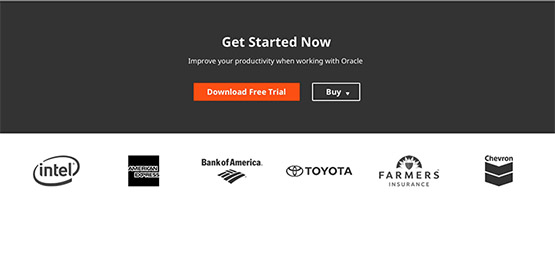 Get Started Now
Improve your productivity when working with Oracle
Download Free Trial
Buy
intel
AMERICAN EXPRESS
Bank of America
TOYOTA
FARMERS
INSURANCE
Chevron